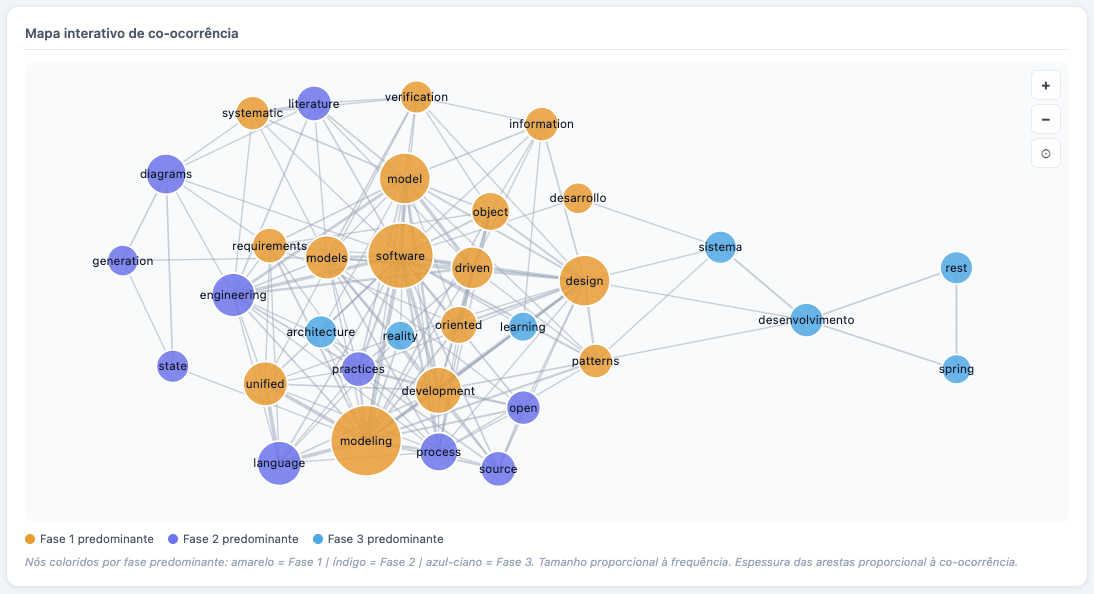 Mapa interativo de co-ocorrência
+
−
⊙
verification
literature
systematic
information
diagrams
model
desarrollo
object
requirements
sistema
software
models
generation
driven
rest
design
engineering
desenvolvimento
oriented
learning
architecture
reality
patterns
state
practices
spring
unified
development
open
modeling
process
language
source
Fase 1 predominante
Fase 2 predominante
Fase 3 predominante
Nós coloridos por fase predominante: amarelo = Fase 1 | índigo = Fase 2 | azul-ciano = Fase 3. Tamanho proporcional à frequência. Espessura das arestas proporcional à co-ocorrência.